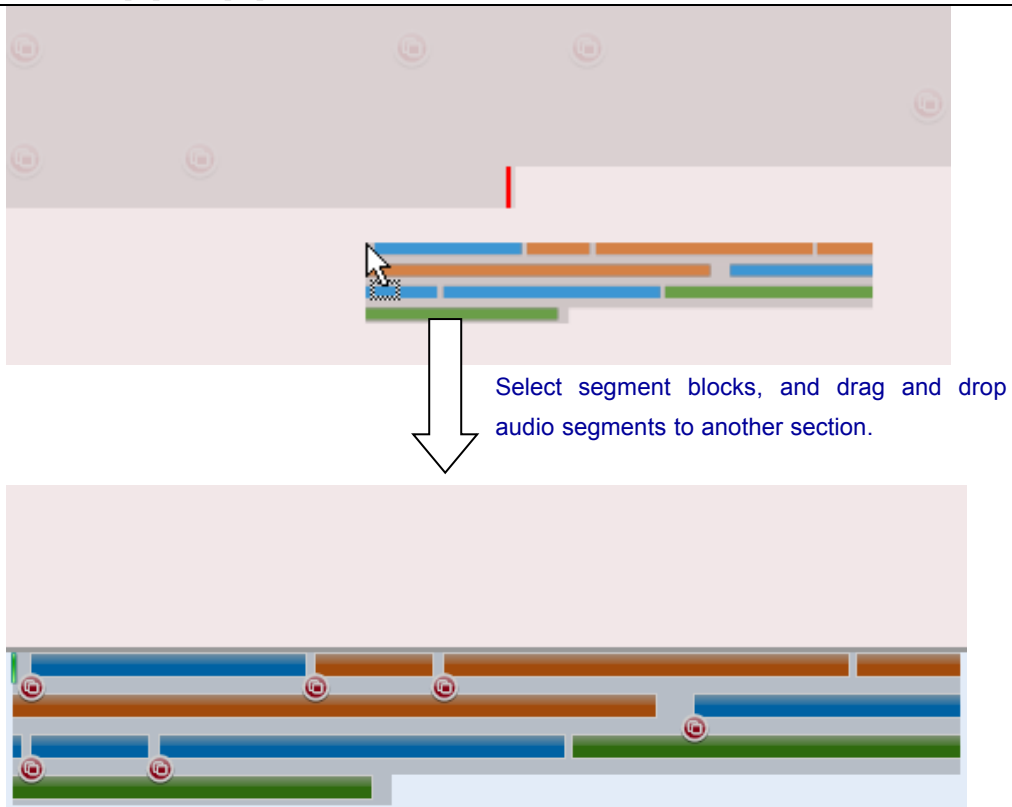 Select segment blocks, and drag and drop
audio segments to another section.